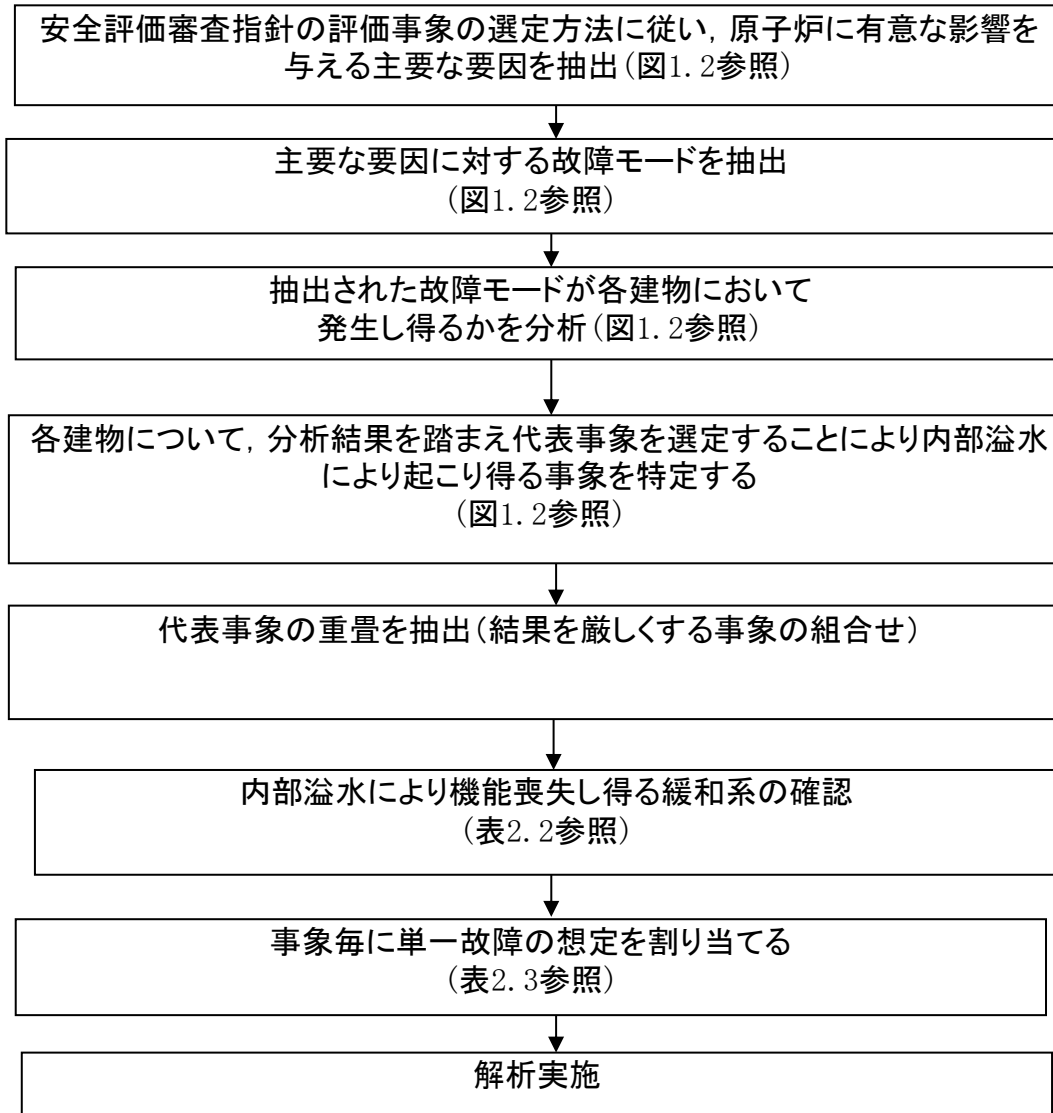 安全評価審査指針の評価事象の選定方法に従い，原子炉に有意な影響を
与える主要な要因を抽出（図1.2参照）
主要な要因に対する故障モードを抽出
（図1.2参照）
抽出された故障モードが各建物において
発生し得るかを分析（図1.2参照）
各建物について，分析結果を踏まえ代表事象を選定することにより内部溢水
により起こり得る事象を特定する
（図1.2参照）
代表事象の重畳を抽出（結果を厳しくする事象の組合せ）
内部溢水により機能喪失し得る緩和系の確認
（表2.2参照）
事象毎に単一故障の想定を割り当てる
（表2.3参照）
解析実施